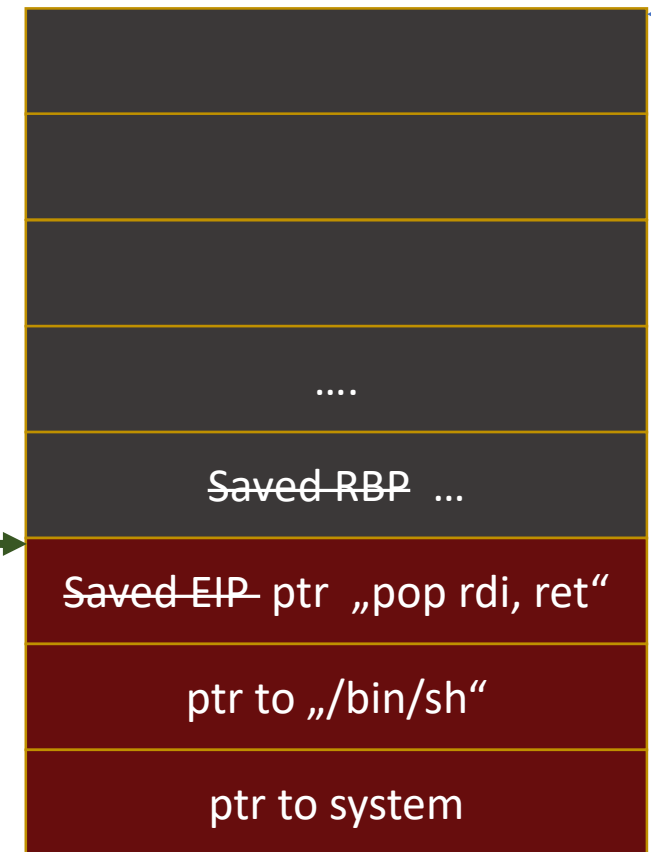 ....
Saved RBP ...
Saved EIP ptr „pop rdi, ret“
ptr to „/bin/sh“
ptr to system